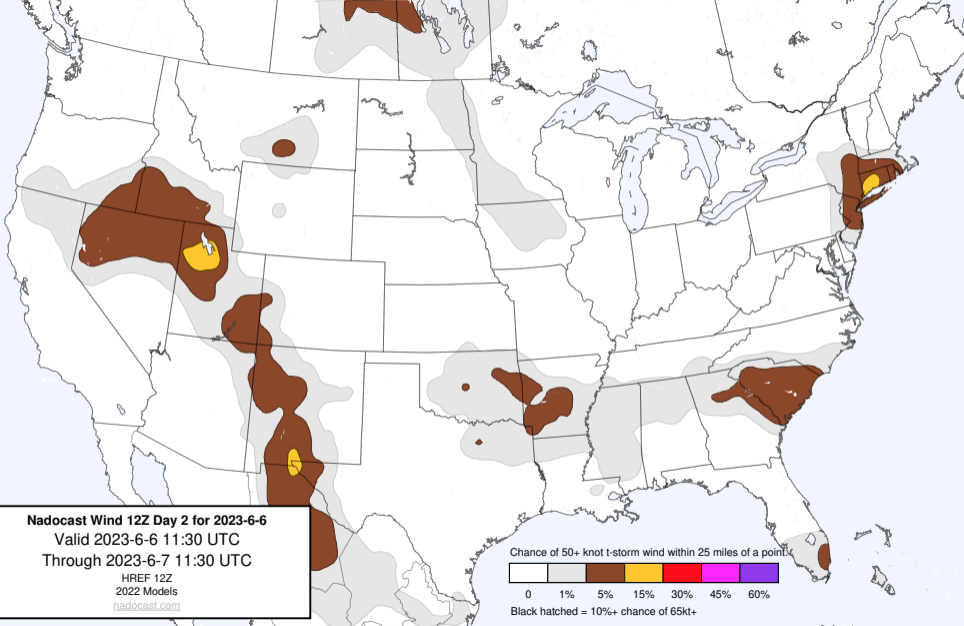 Nadocast Wind 12Z Day 2 for 2023-6-6
Valid 2023-6-6 11:30 UTC
Through 2023-6-7 11:30 UTC
HREF 12Z
2022 Models
nadocast.com
Chance of 50+ knot t-storm wind within 25 miles of a point.
0 1% 5% 15% 30% 45% 60%
Black hatched = 10%+ chance of 65kt+